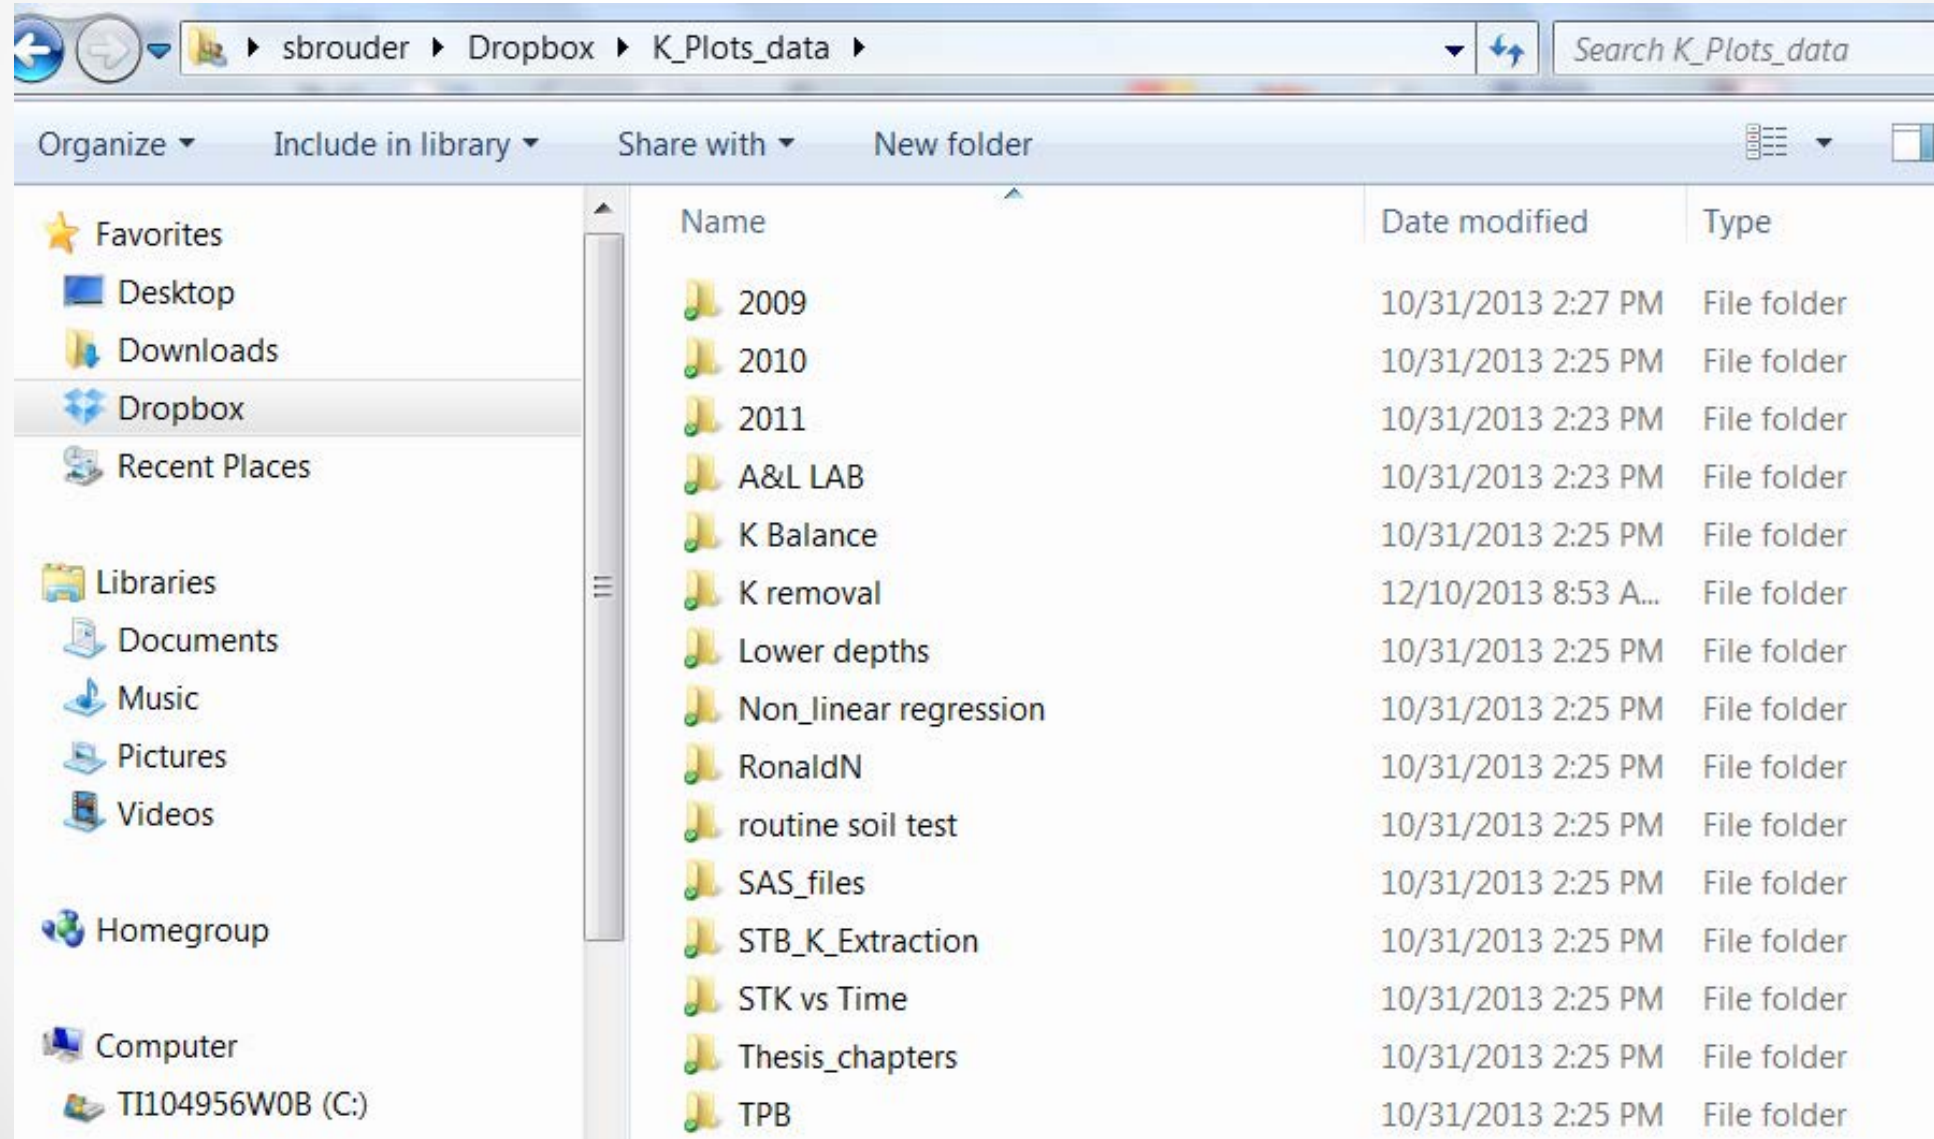 sbrouder Dropbox K_Plots_data Search K_Plots_data
Organize Include in library Share with New folder
Favorites
Desktop
Downloads
Dropbox
Recent Places
Libraries
Documents
Music
Pictures
Videos
Homegroup
Computer
TI104956W0B (C:)
Name Date modified Type
2009 10/31/2013 2:27 PM File folder
2010 10/31/2013 2:25 PM File folder
2011 10/31/2013 2:23 PM File folder
A&L LAB 10/31/2013 2:23 PM File folder
K Balance 10/31/2013 2:25 PM File folder
K removal 12/10/2013 8:53 A... File folder
Lower depths 10/31/2013 2:25 PM File folder
Non_linear regression 10/31/2013 2:25 PM File folder
RonaldN 10/31/2013 2:25 PM File folder
routine soil test 10/31/2013 2:25 PM File folder
SAS_files 10/31/2013 2:25 PM File folder
STB_K_Extraction 10/31/2013 2:25 PM File folder
STK vs Time 10/31/2013 2:25 PM File folder
Thesis_chapters 10/31/2013 2:25 PM File folder
TPB 10/31/2013 2:25 PM File folder